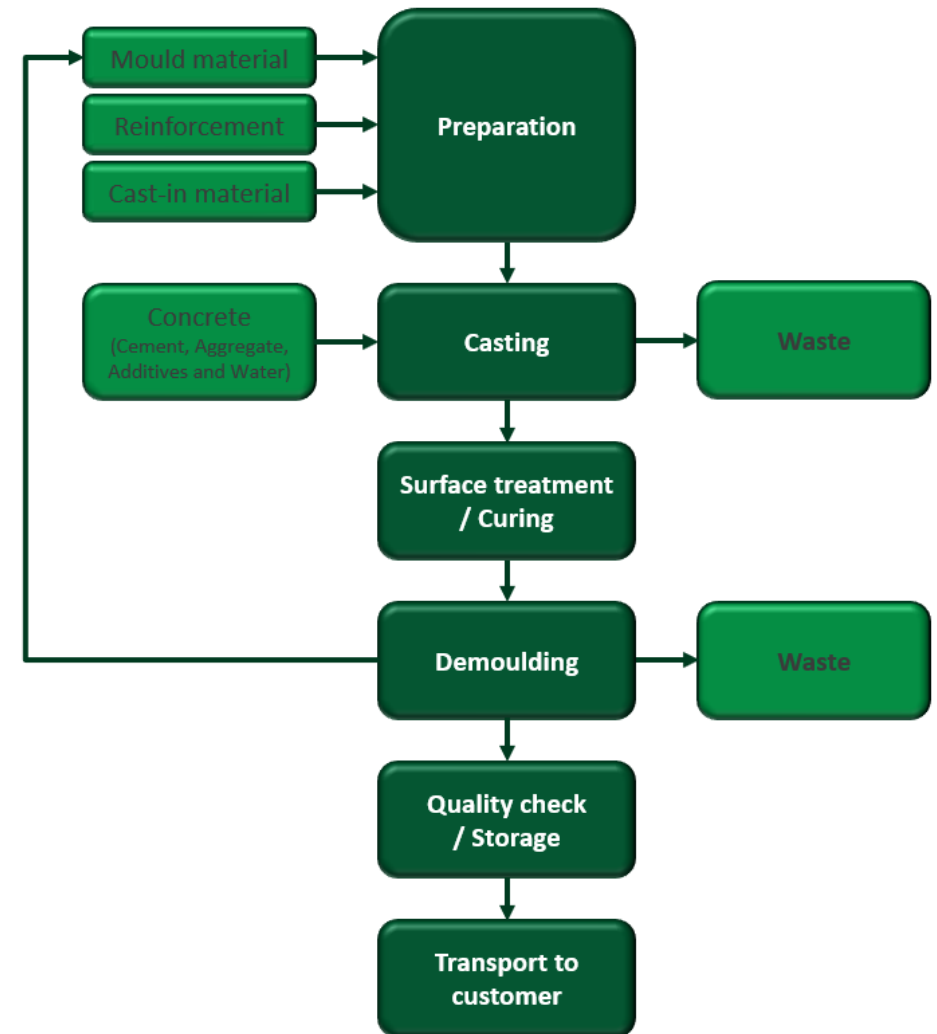 Mould material
Reinforcement
Cast-in material
Preparation
Concrete
(Cement, Aggregate,
Additives and Water)
Casting
Waste
Surface treatment
/ Curing
Demoulding
Waste
Quality check
/ Storage
Transport to
customer